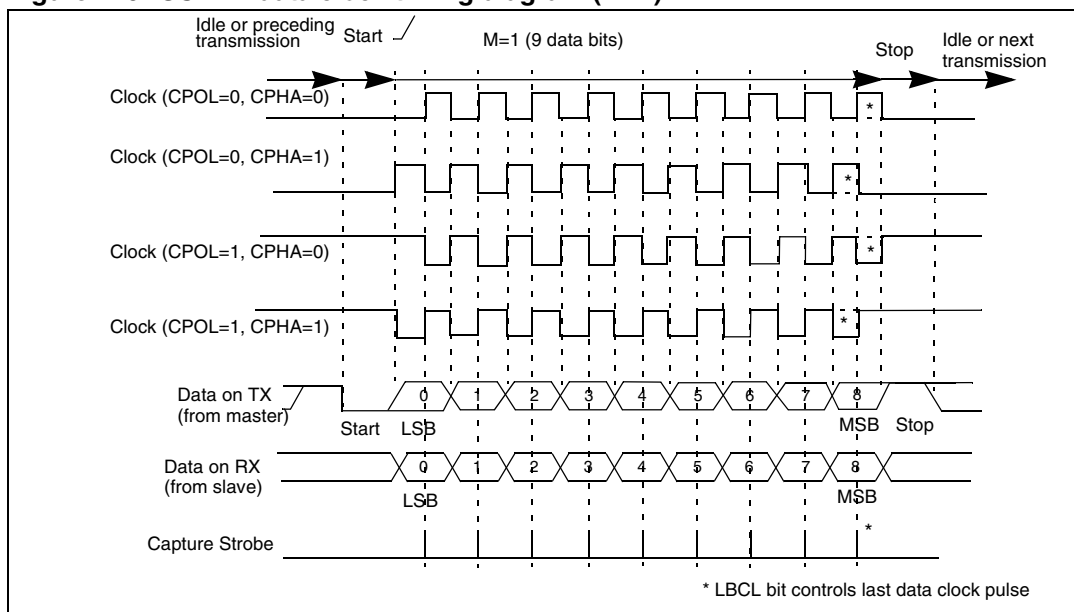 Idle or preceding
transmission
Start
M=1 (9 data bits)
Stop
Idle or next
transmission
Clock (CPOL=0, CPHA=0)
*
Clock (CPOL=0, CPHA=1)
*
Clock (CPOL=1, CPHA=0)
*
Clock (CPOL=1, CPHA=1)
*
Data on TX
(from master)
0 1 2 3 4 5 6 7 8
Start LSB MSB Stop
Data on RX
(from slave)
0 1 2 3 4 5 6 7 8
LSB MSB
Capture Strobe
*
* LBCL bit controls last data clock pulse